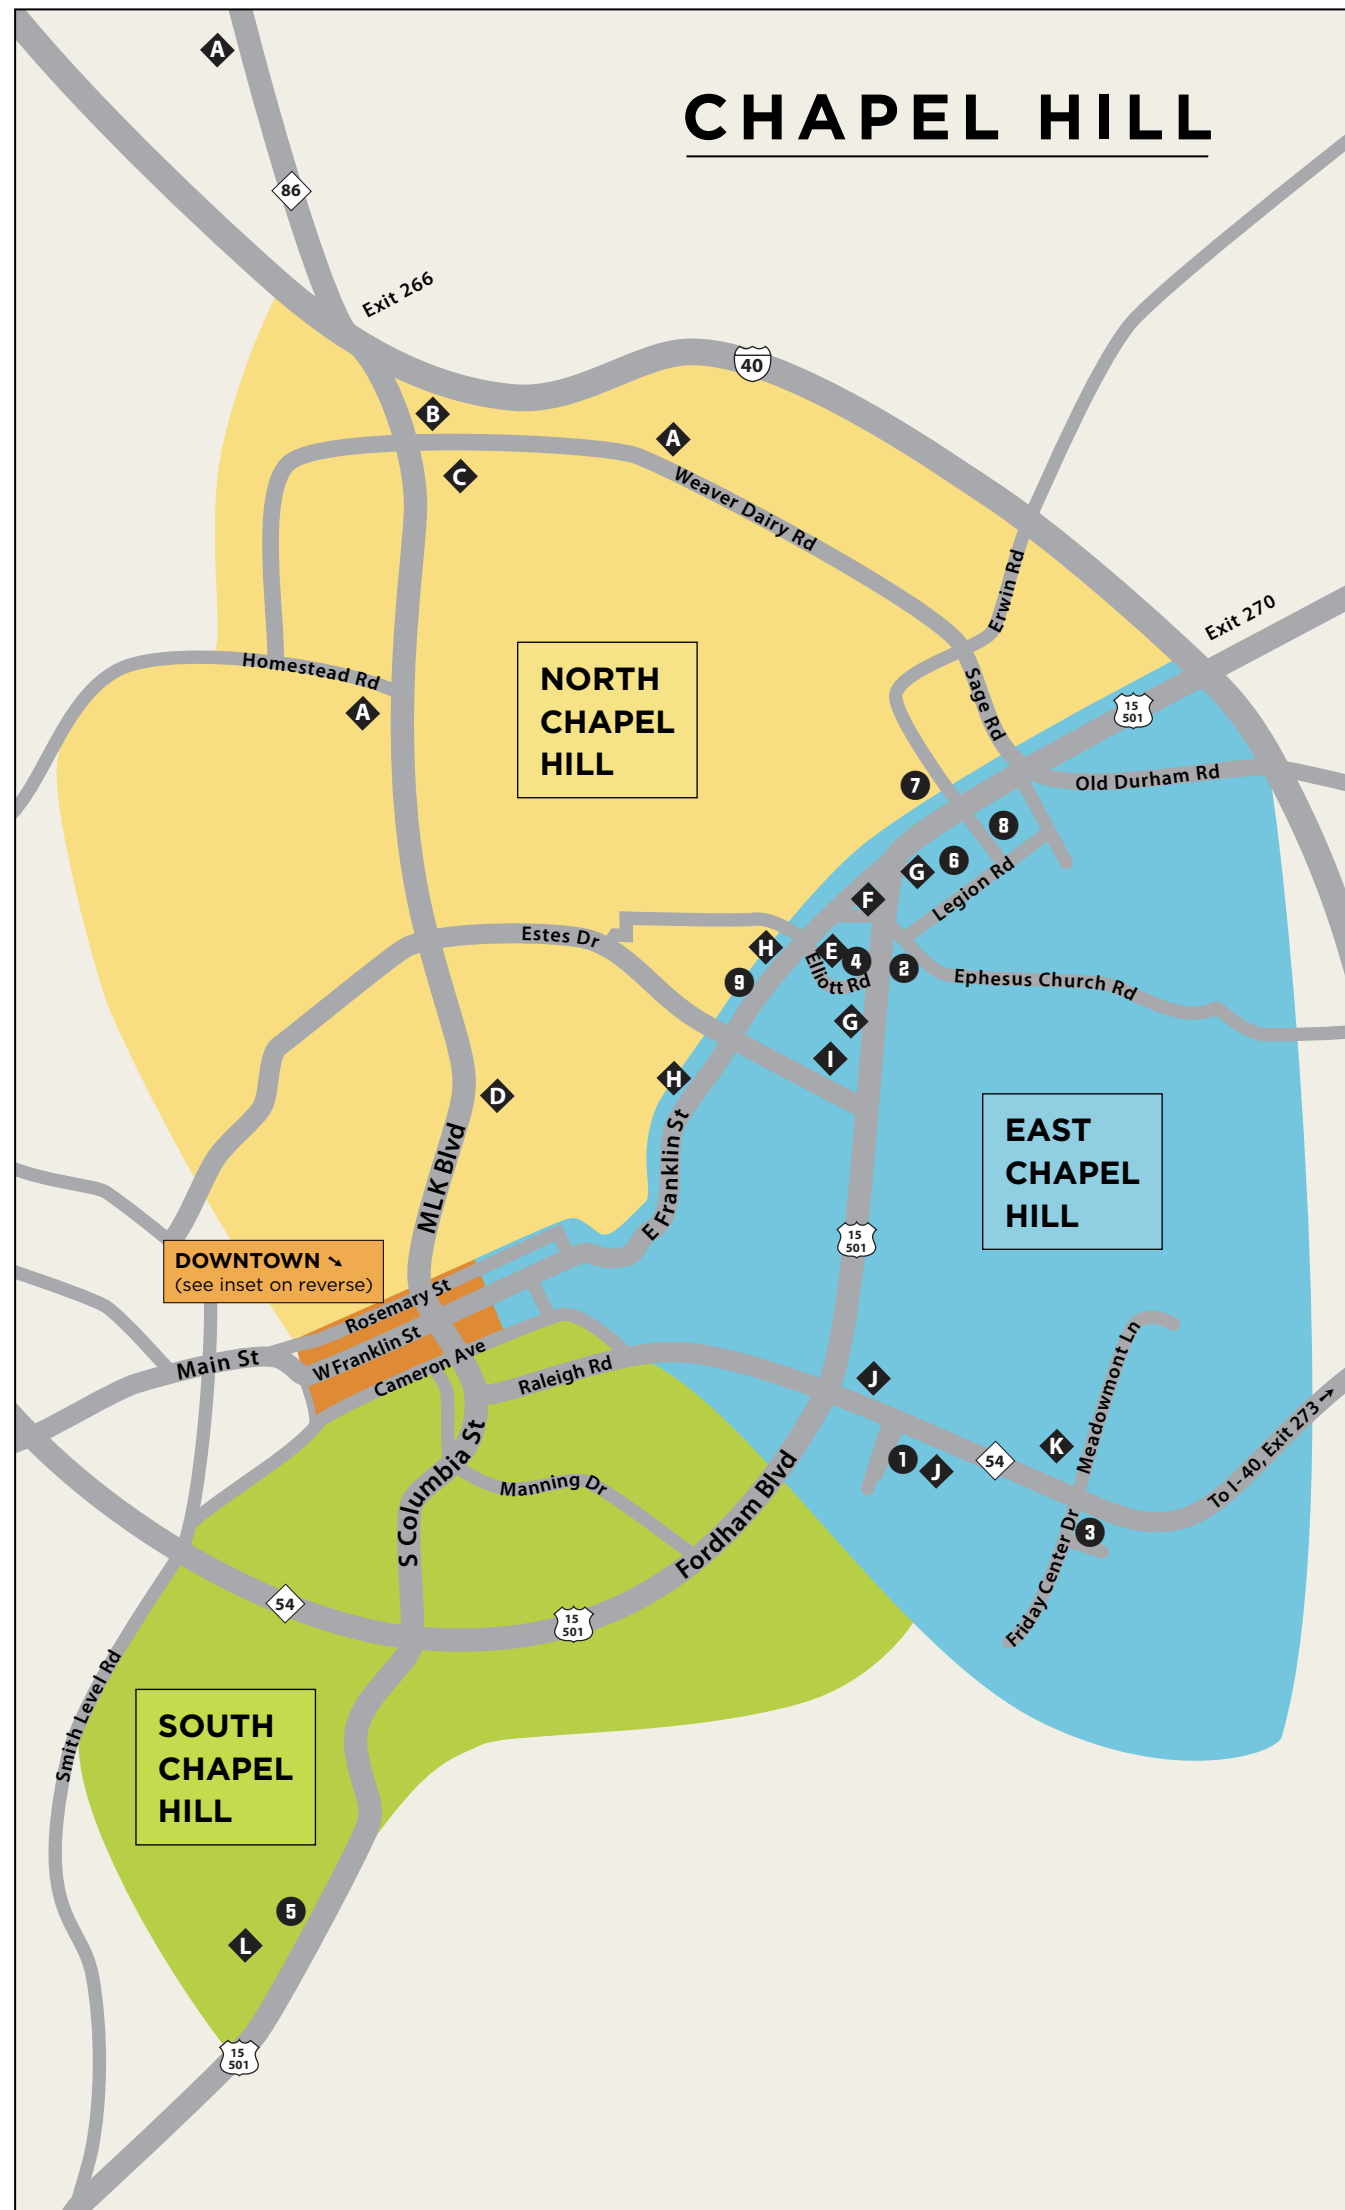 A
CHAPEL HILL
86
Exit 266
40
B
A
C
Weaver Dairy Rd
Erwin Rd
Exit 270
Homestead Rd
NORTH
CHAPEL
HILL
Sage Rd
A
15
501
Old Durham Rd
7
8
6
G
Legion Rd
F
Estes Dr
H
E
4
2
Elliott Rd
9
Ephesus Church Rd
G
I
H
D
EAST
CHAPEL
HILL
MLK Blvd
E Franklin St
15
501
DOWNTOWN ➘
(see inset on reverse)
Rosemary St
W Franklin St
Main St
Cameron Ave
Raleigh Rd
J
Meadowmont Ln
K
1
J
54
To I-40, Exit 273 →
S Columbia St
Manning Dr
Fordham Blvd
3
Friday Center Dr
54
15
501
Smith Level Rd
SOUTH
CHAPEL
HILL
5
L
15
501